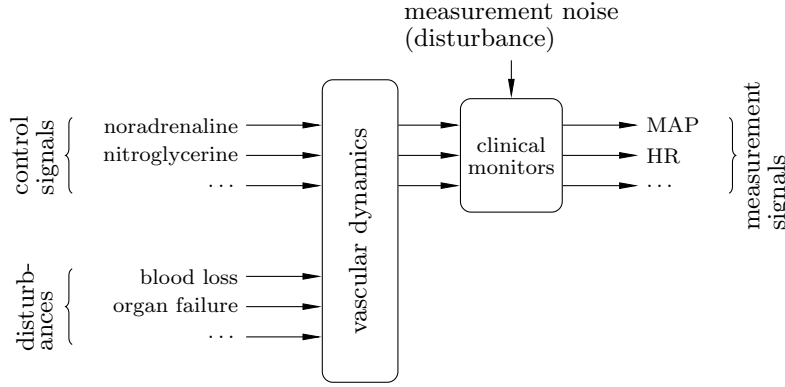 measurement noise
(disturbance)
control
signals
noradrenaline
nitroglycerine
···
disturb-
ances
blood loss
organ failure
···
vascular dynamics
clinical
monitors
MAP
HR
···
measurement
signals